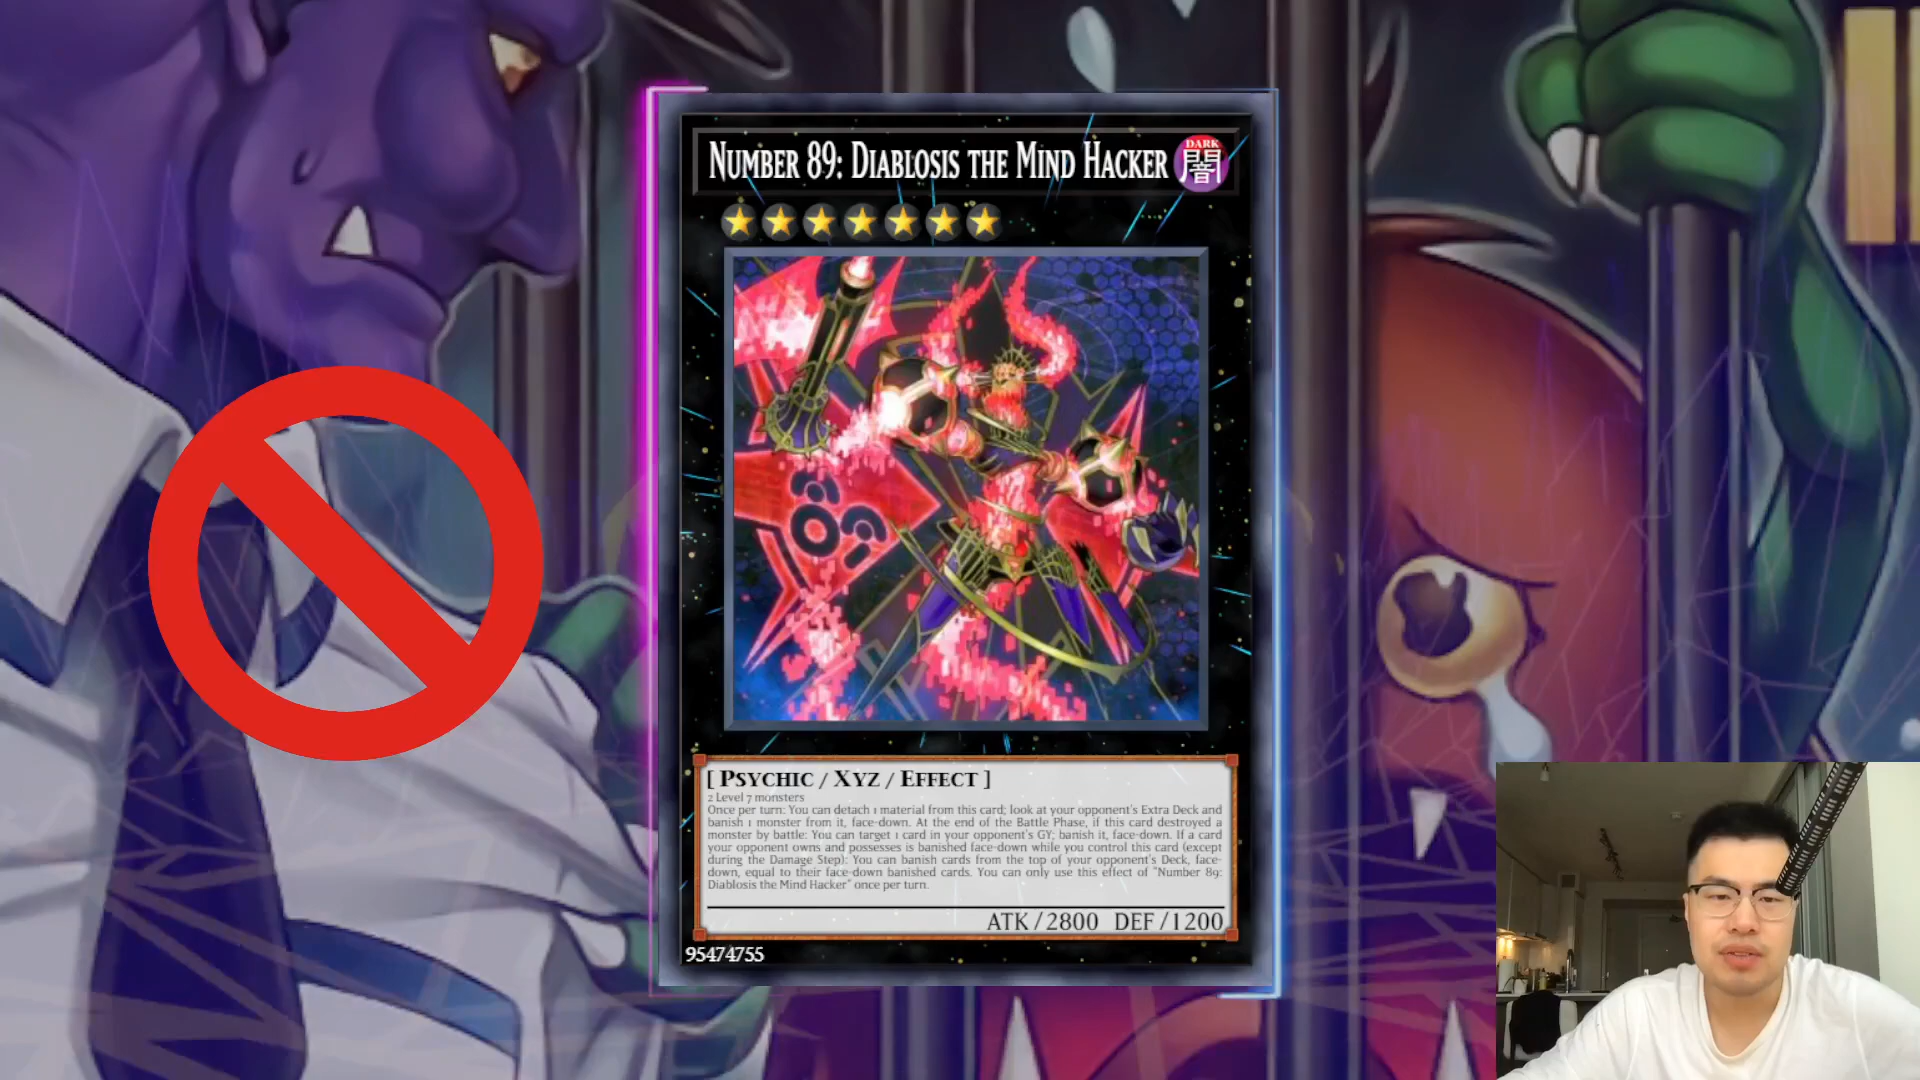 NUMBER 89: DIABLOSIS THE MIND HACKER
DARK
闇
[ PSYCHIC / XYZ / EFFECT ]
2 Level 7 monsters
Once per turn: You can detach 1 material from this card; look at your opponent's Extra Deck and
banish 1 monster from it, face-down. At the end of the Battle Phase, if this card destroyed a
monster by battle: You can target 1 card in your opponent's GY; banish it, face-down. If a card
your opponent owns and possesses is banished face-down while you control this card (except
during the Damage Step): You can banish cards from the top of your opponent's Deck, face-
down, equal to their face-down banished cards. You can only use this effect of "Number 89:
Diablosis the Mind Hacker" once per turn.
ATK/2800 DEF/1200
95474755